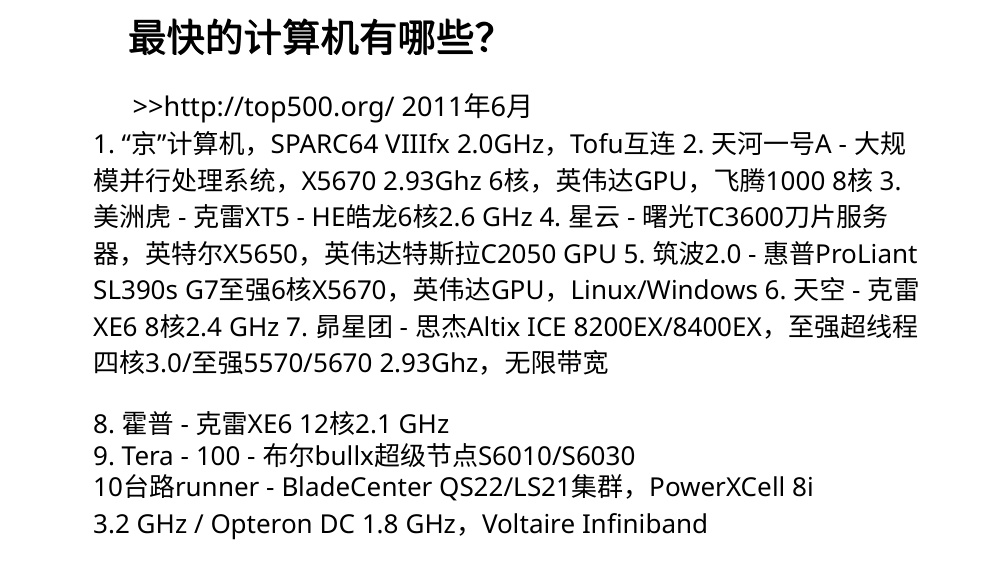 最快的计算机有哪些？
>>http://top500.org/ 2011年6月
1. “京”计算机，SPARC64 VIIIfx 2.0GHz，Tofu互连 2. 天河一号A - 大规
模并行处理系统，X5670 2.93Ghz 6核，英伟达GPU，飞腾1000 8核 3.
美洲虎 - 克雷XT5 - HE皓龙6核2.6 GHz 4. 星云 - 曙光TC3600刀片服务
器，英特尔X5650，英伟达特斯拉C2050 GPU 5. 筑波2.0 - 惠普ProLiant
SL390s G7至强6核X5670，英伟达GPU，Linux/Windows 6. 天空 - 克雷
XE6 8核2.4 GHz 7. 昴星团 - 思杰Altix ICE 8200EX/8400EX，至强超线程
四核3.0/至强5570/5670 2.93Ghz，无限带宽
8. 霍普 - 克雷XE6 12核2.1 GHz
9. Tera - 100 - 布尔bullx超级节点S6010/S6030
10台路runner - BladeCenter QS22/LS21集群，PowerXCell 8i
3.2 GHz / Opteron DC 1.8 GHz，Voltaire Infiniband